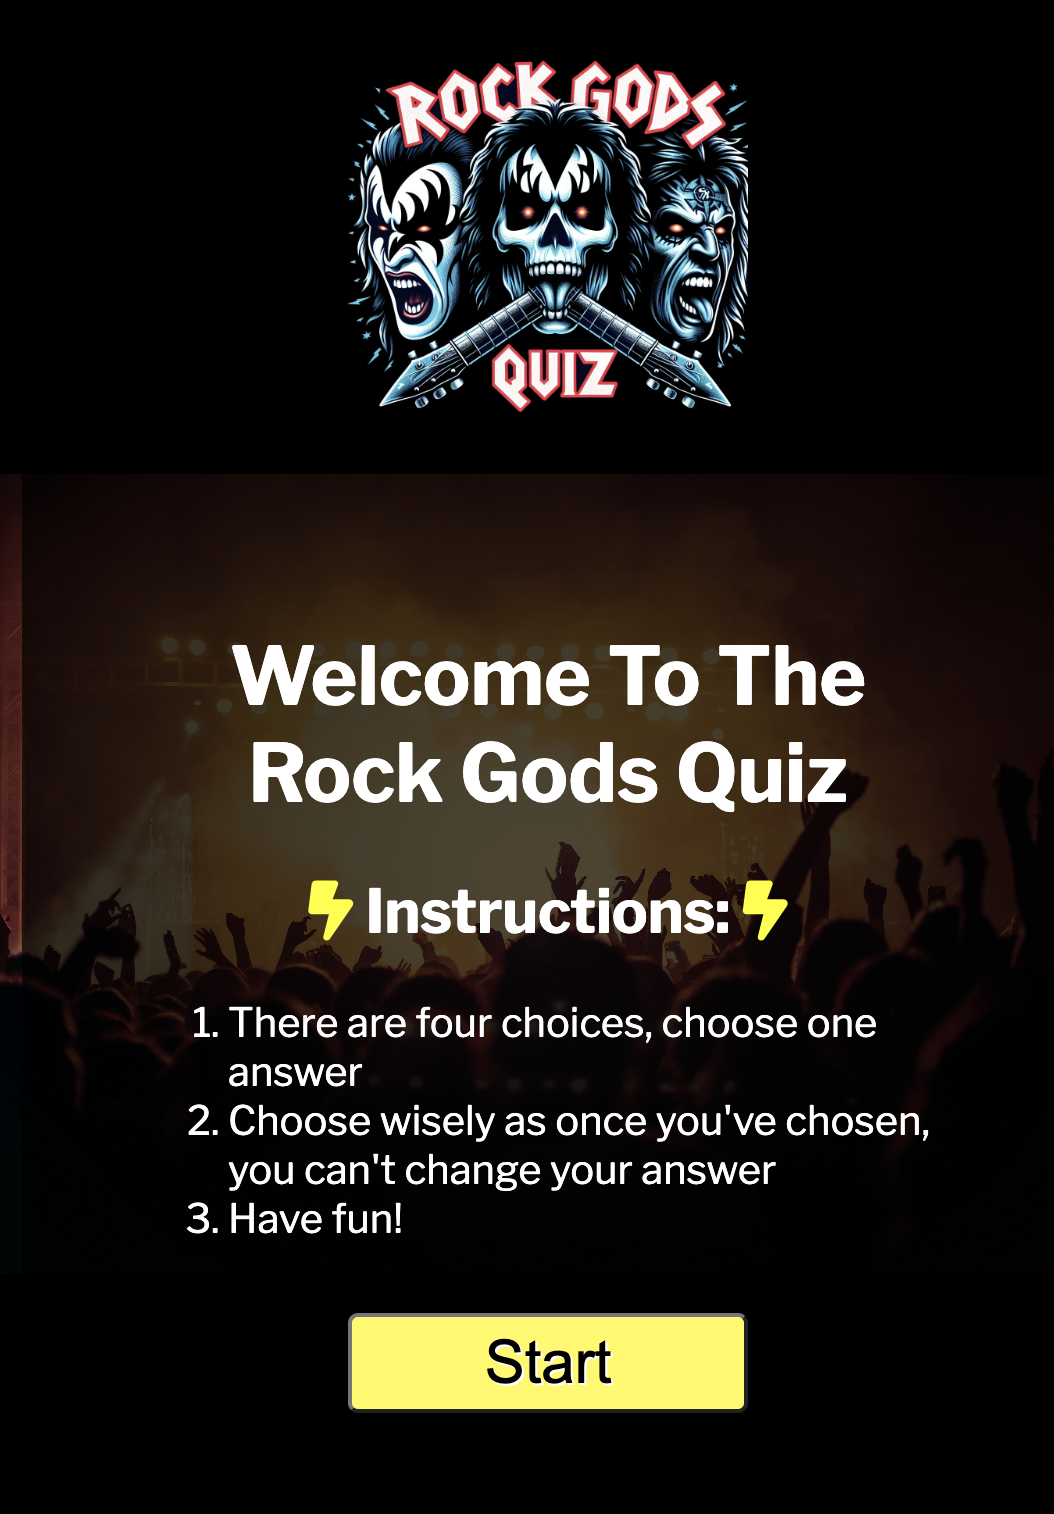 ROCK GODS
QUIZ
Welcome To The
Rock Gods Quiz
Instructions:
1. There are four choices, choose one
answer
2. Choose wisely as once you've chosen,
you can't change your answer
3. Have fun!
Start